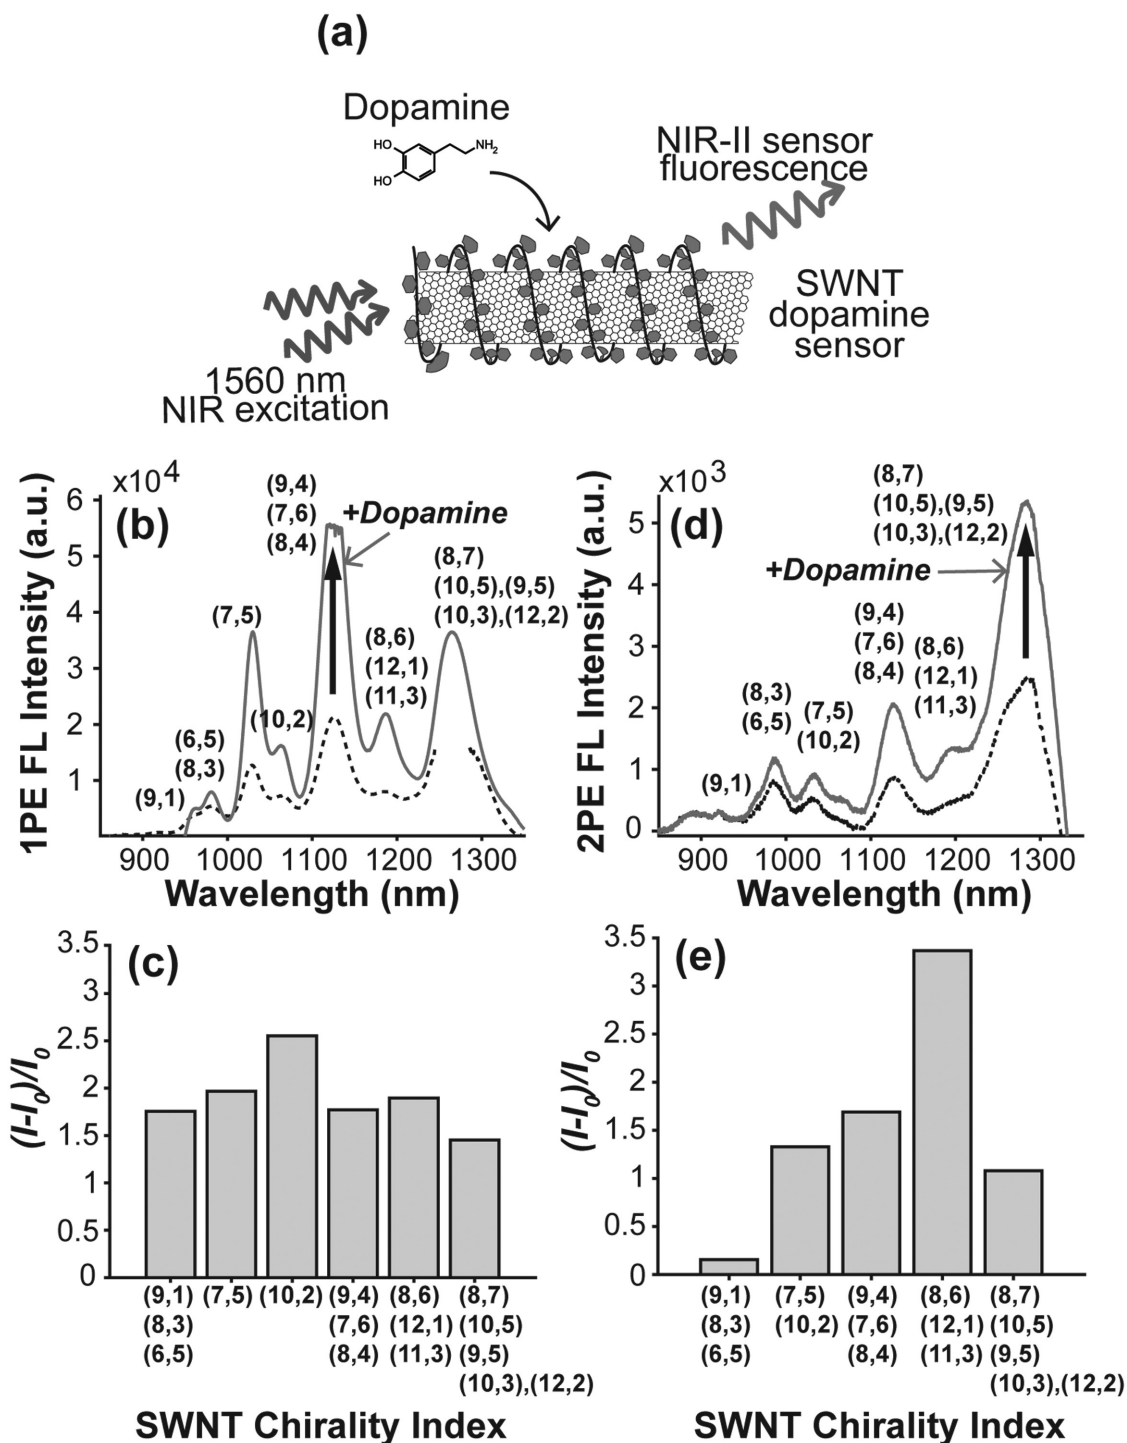 (a)
Dopamine
HO
NH2
HO
NIR-II sensor
fluorescence
SWNT
dopamine
sensor
1560 nm
NIR excitation
(b)
x10^4
1PE FL Intensity (a.u.)
6
5
4
3
2
1
(9,4)
(7,6)
(8,4)
+Dopamine
(8,7)
(10,5),(9,5)
(10,3),(12,2)
(7,5)
(8,6)
(12,1)
(11,3)
(10,2)
(6,5)
(8,3)
(9,1)
900 1000 1100 1200 1300
Wavelength (nm)
(d)
x10^3
2PE FL Intensity (a.u.)
5
4
3
2
1
0
(8,7)
(10,5),(9,5)
(10,3),(12,2)
+Dopamine
(9,4)
(7,6)
(8,4)
(8,6)
(12,1)
(11,3)
(8,3)
(6,5)
(7,5)
(10,2)
(9,1)
900 1000 1100 1200 1300
Wavelength (nm)
(c)
(I-I0)/I0
3.5
3
2.5
2
1.5
1
0.5
0
(9,1) (7,5) (10,2) (9,4) (8,6) (8,7)
(8,3) (7,6) (12,1) (10,5)
(6,5) (8,4) (11,3) (9,5)
(10,3),(12,2)
SWNT Chirality Index
(e)
(I-I0)/I0
3.5
3
2.5
2
1.5
1
0.5
0
(9,1) (7,5) (9,4) (8,6) (8,7)
(8,3) (10,2) (7,6) (12,1) (10,5)
(6,5) (8,4) (11,3) (9,5)
(10,3),(12,2)
SWNT Chirality Index